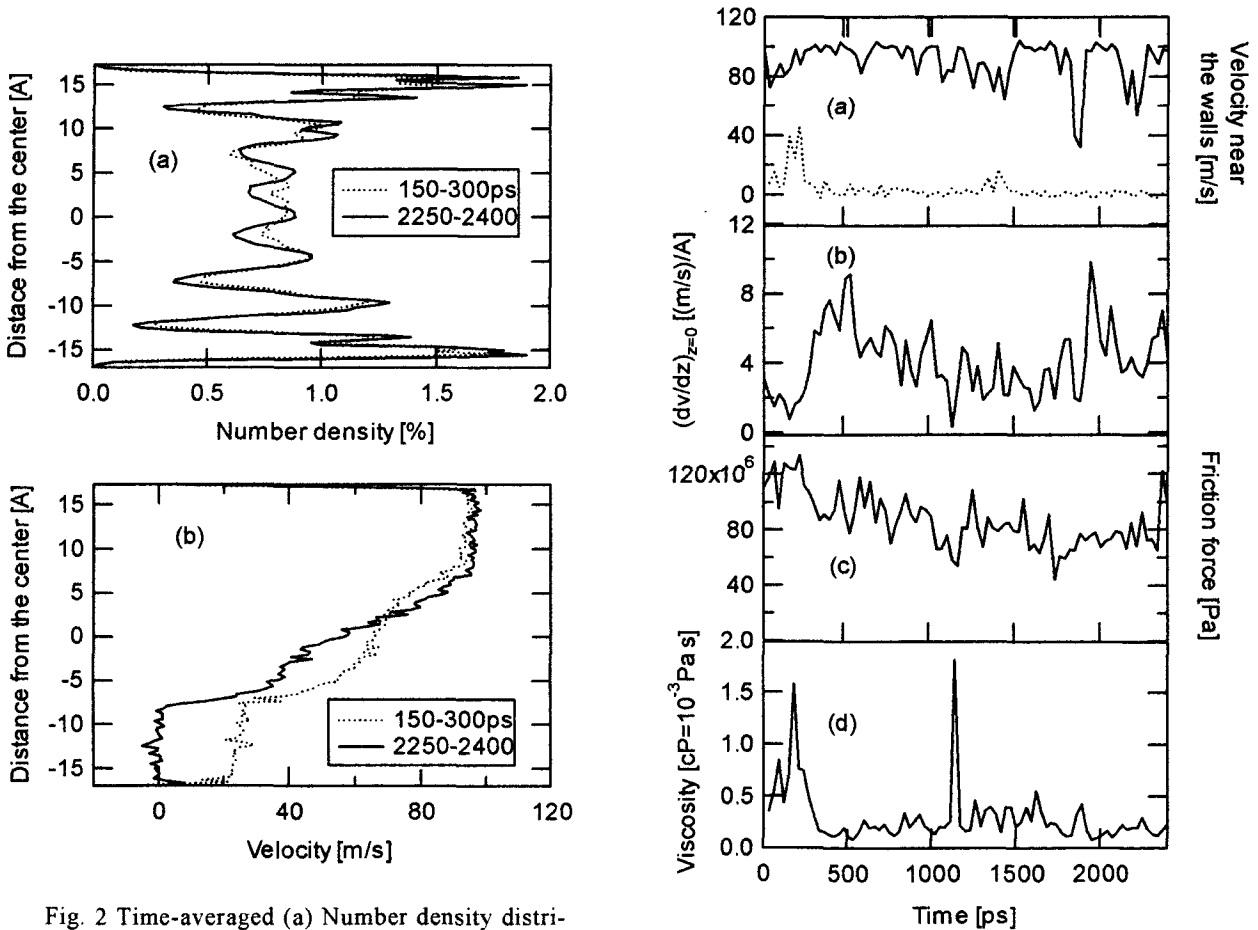 Distace from the center [A]
15
10
5
0
-5
-10
-15
(a)
150-300ps
2250-2400
0.0
0.5
1.0
1.5
2.0
Number density [%]
Distance from the center [A]
15
10
5
0
-5
-10
-15
(b)
150-300ps
2250-2400
0
40
80
120
Velocity [m/s]
Fig. 2 Time-averaged (a) Number density distri-
120
80
40
0
(a)
Velocity near
the walls [m/s]
(dv/dz)z=0 [(m/s)/A]
12
8
4
0
(b)
120x10^6
80
40
(c)
Friction force [Pa]
Viscosity [cP=10^-3 Pa s]
2.0
1.5
1.0
0.5
0.0
(d)
0
500
1000
1500
2000
Time [ps]